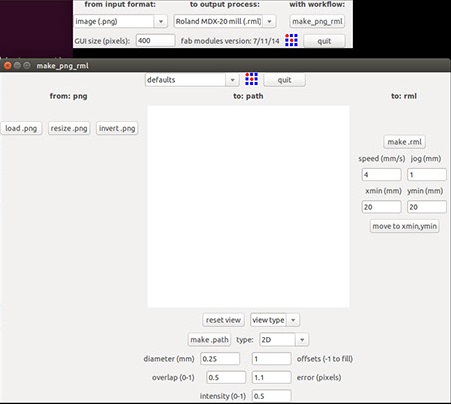 from input format: to output process: with workflow:
image (.png) Roland MDX-20 mill (.rml) make_png_rml
GUI size (pixels): 400 fab modules version: 7/11/14 quit
make_png_rml
defaults quit
from: png to: path to: rml
load .png resize .png invert .png
make .rml
speed (mm/s) jog (mm)
4 1
xmin (mm) ymin (mm)
20 20
move to xmin,ymin
reset view view type
make .path type: 2D
diameter (mm) 0.25 1 offsets (-1 to fill)
overlap (0-1) 0.5 1.1 error (pixels)
intensity (0-1) 0.5